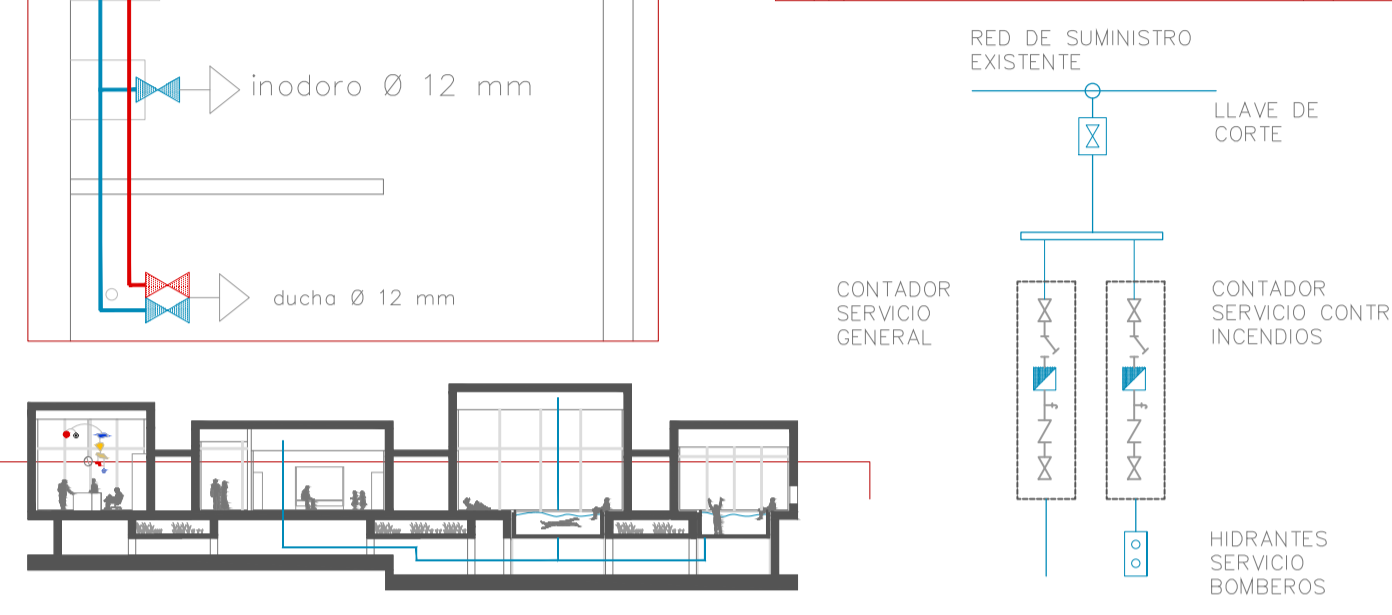 inodoro Ø 12 mm
ducha Ø 12 mm
RED DE SUMINISTRO
EXISTENTE
LLAVE DE
CORTE
CONTADOR
SERVICIO
GENERAL
CONTADOR
SERVICIO CONTR
INCENDIOS
HIDRANTES
SERVICIO
BOMBEROS